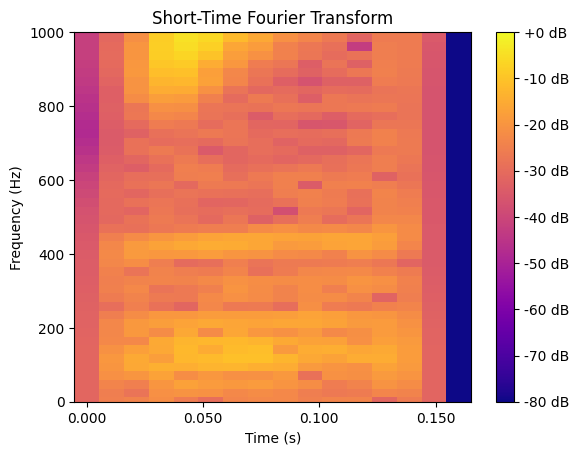 Short-Time Fourier Transform
1000
800
600
400
200
0
Frequency (Hz)
0.000
0.050
0.100
0.150
Time (s)
+0 dB
-10 dB
-20 dB
-30 dB
-40 dB
-50 dB
-60 dB
-70 dB
-80 dB